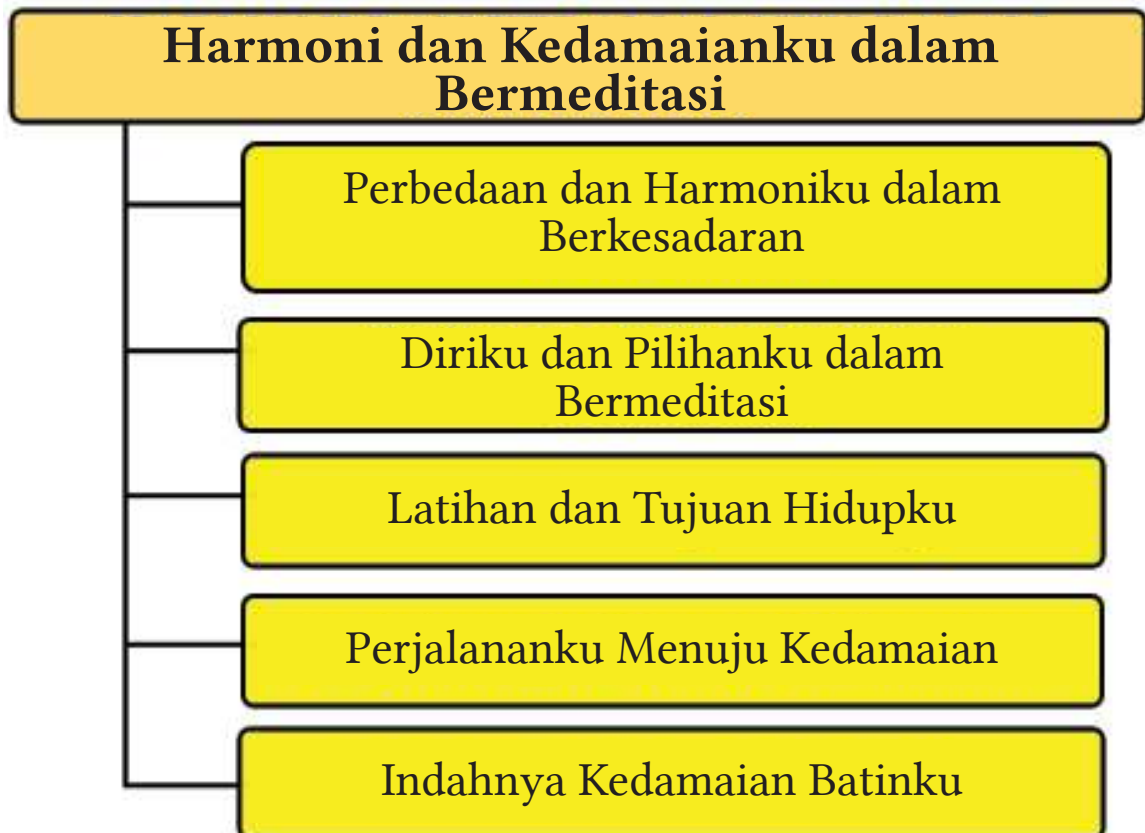 Harmoni dan Kedamaianku dalam
Bermeditasi
Perbedaan dan Harmoniku dalam
Berkesadaran
Diriku dan Pilihanku dalam
Bermeditasi
Latihan dan Tujuan Hidupku
Perjalananku Menuju Kedamaian
Indahnya Kedamaian Batinku